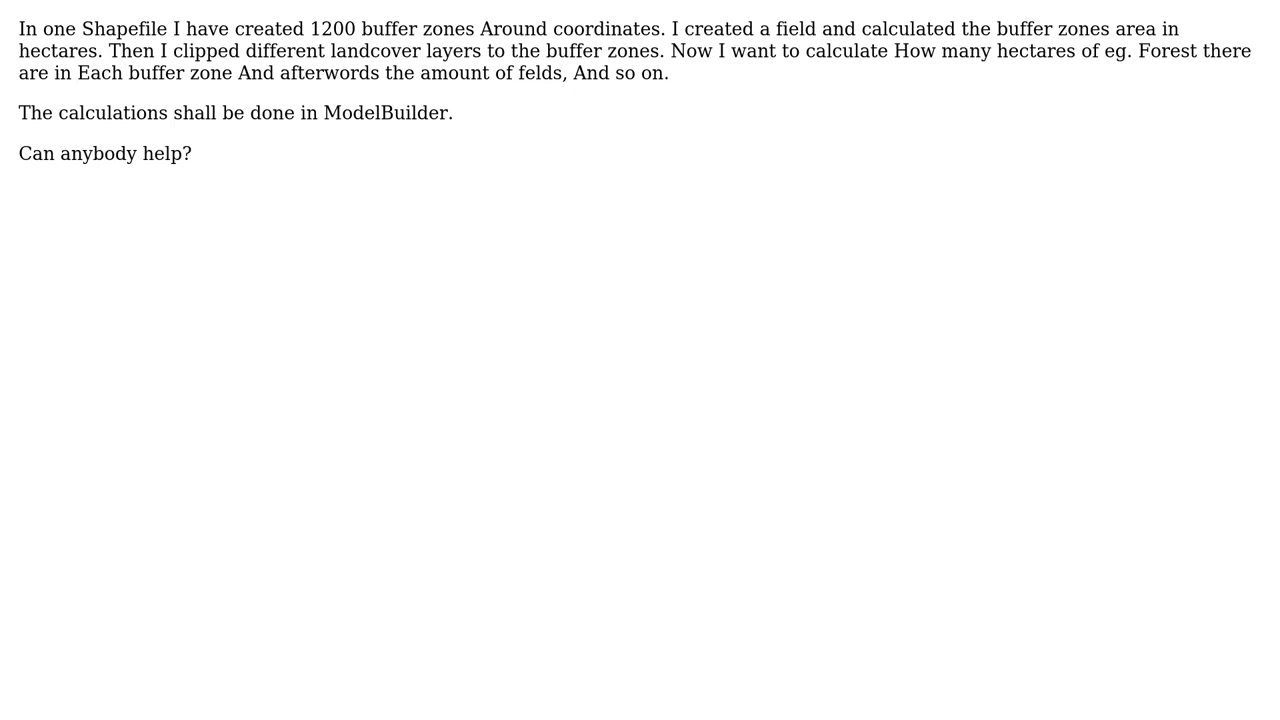 In one Shapefile I have created 1200 buffer zones Around coordinates. I created a field and calculated the buffer zones area in
hectares. Then I clipped different landcover layers to the buffer zones. Now I want to calculate How many hectares of eg. Forest there
are in Each buffer zone And afterwords the amount of felds, And so on.
The calculations shall be done in ModelBuilder.
Can anybody help?